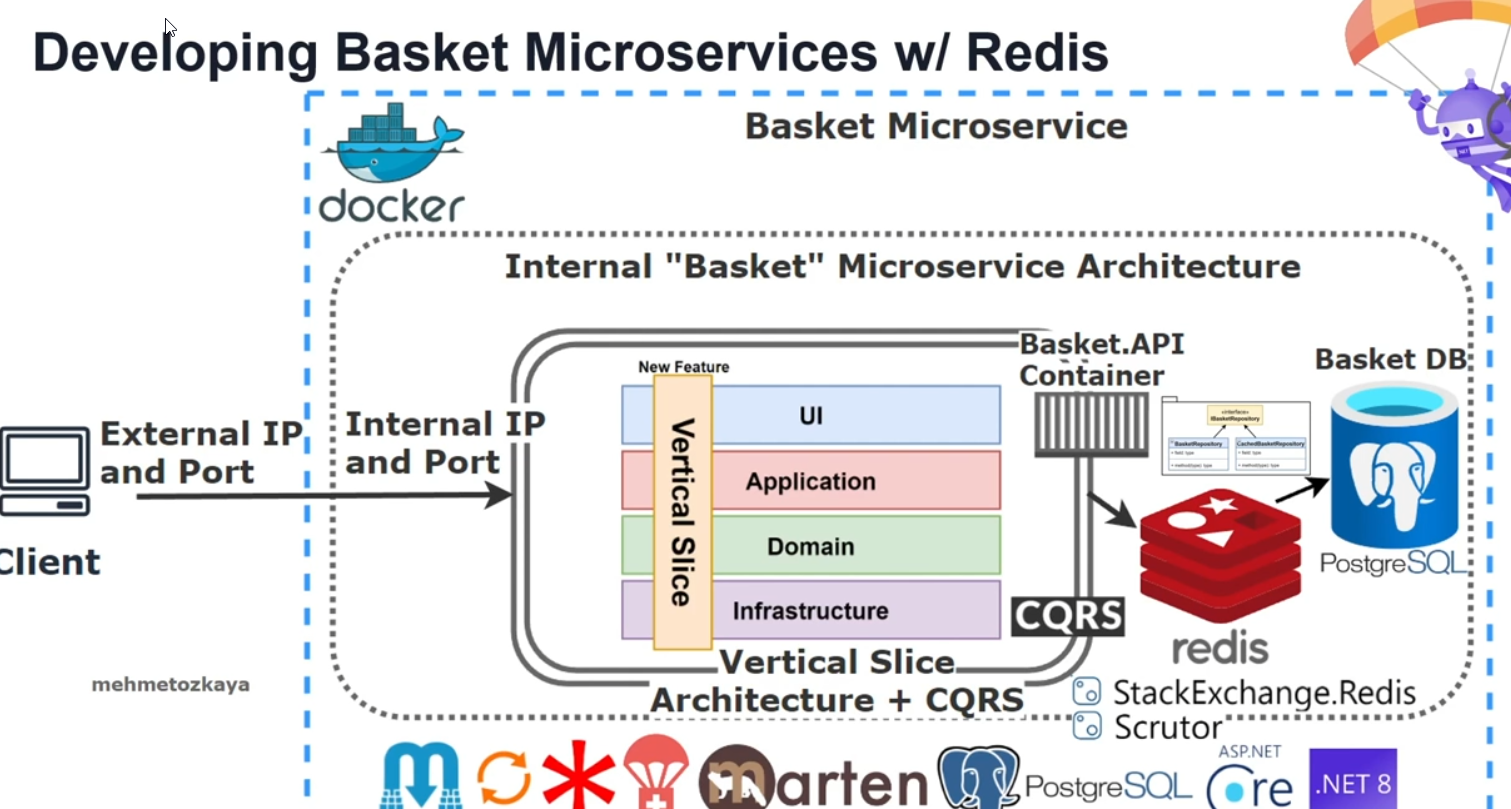 Developing Basket Microservices w/ Redis
Basket Microservice
docker
Internal "Basket" Microservice Architecture
Basket.API
Container
Basket DB
New Feature
Vertical Slice
UI
Application
Domain
Infrastructure
External IP
and Port
Internal IP
and Port
Client
«interface»
IBasketRepository
BasketRepository
+ field: type
+ method(type): type
CachedBasketRepository
+ field: type
+ method(type): type
PostgreSQL
CQRS
redis
Vertical Slice
Architecture + CQRS
StackExchange.Redis
Scrutor
mehmetozkaya
marten
PostgreSQL
ASP.NET
Core
.NET 8
.NET